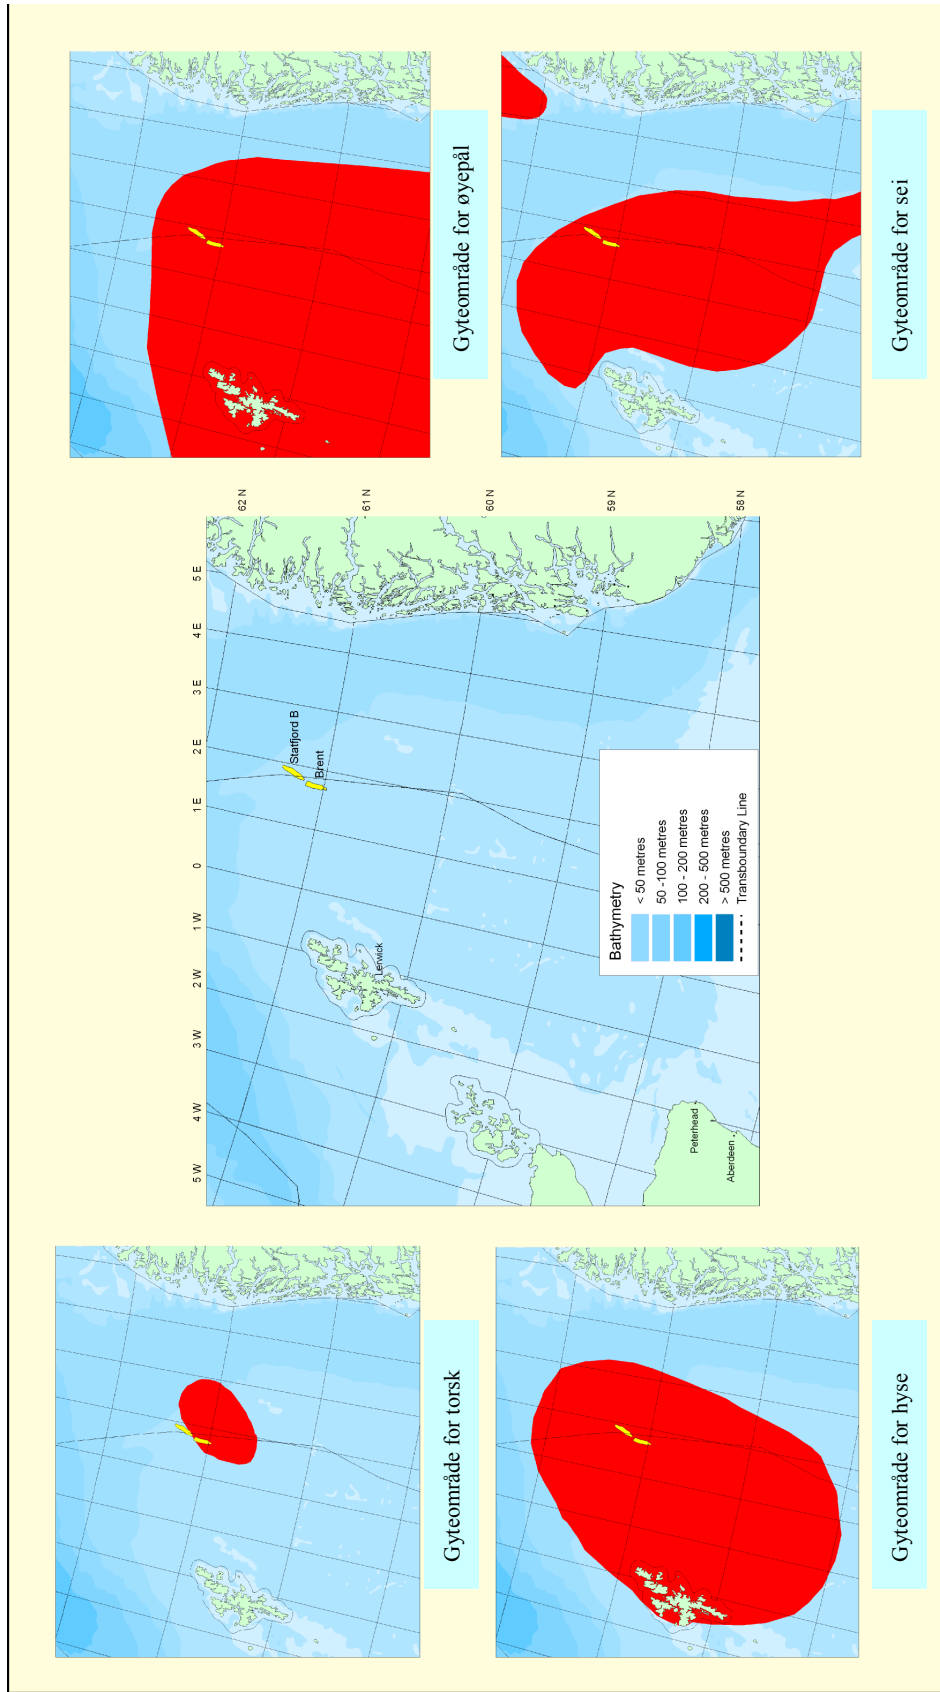 Gyteområde for torsk
Gyteområde for hyse
5 W
4 W
3 W
2 W
1 W
0
1 E
2 E
3 E
4 E
5 E
62 N
61 N
60 N
59 N
58 N
Statfjord B
Brent
Lerwick
Peterhead
Aberdeen
Bathymetry
< 50 metres
50 -100 metres
100 - 200 metres
200 - 500 metres
> 500 metres
Transboundary Line
Gyteområde for øyepål
Gyteområde for sei